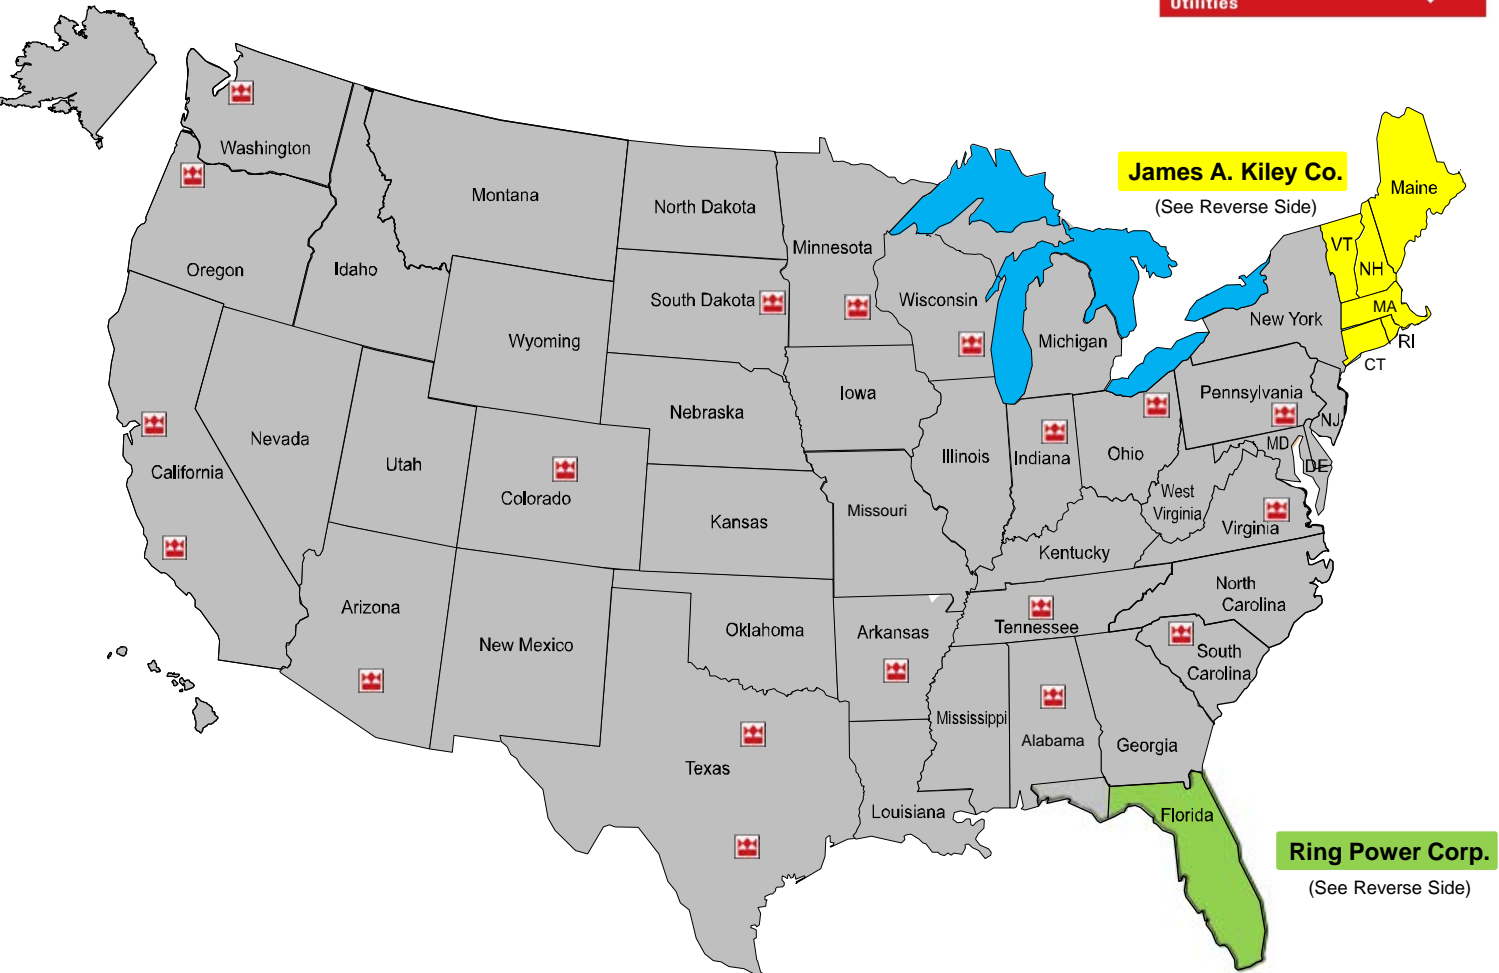 Utilities
James A. Kiley Co.
(See Reverse Side)
Washington
Montana
North Dakota
Minnesota
Maine
VT
NH
Oregon
Idaho
South Dakota
Wisconsin
MA
New York
RI
Wyoming
Michigan
CT
Iowa
Pennsylvania
Nebraska
NJ
Nevada
MD
Illinois
Indiana
Ohio
DE
Utah
California
Colorado
West
Virginia
Missouri
Kansas
Virginia
Kentucky
North
Carolina
Arizona
Oklahoma
Arkansas
Tennessee
New Mexico
South
Carolina
Mississippi
Alabama
Georgia
Texas
Louisiana
Florida
Ring Power Corp.
(See Reverse Side)